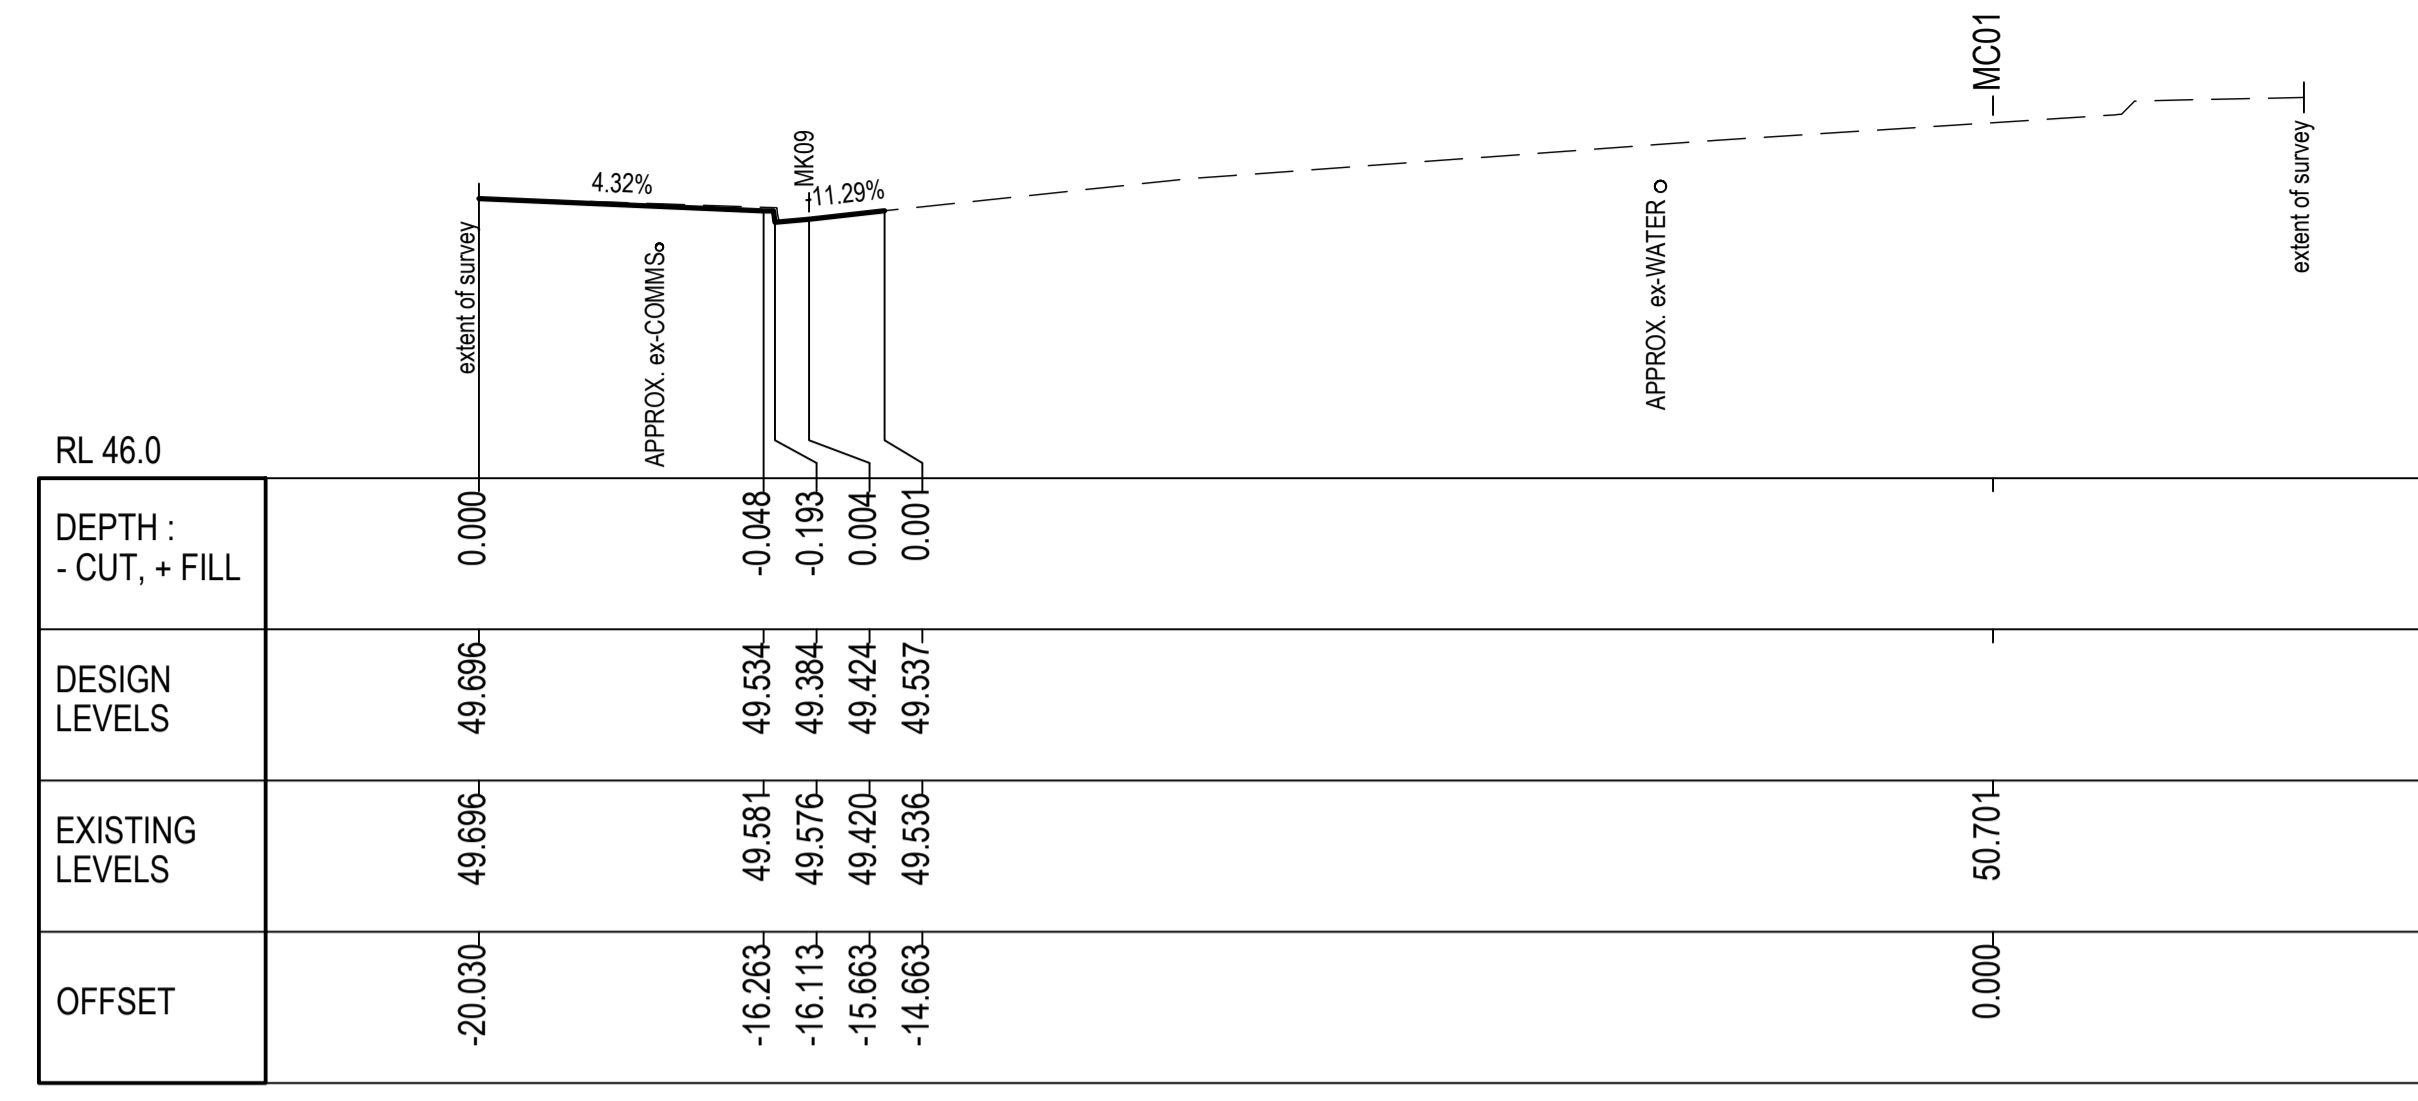 MC01
MK09
4.32%
-11.29%
extent of survey
APPROX. ex-COMMS
APPROX. ex-WATER
extent of survey
RL 46.0
DEPTH :
- CUT, + FILL
0.000
-0.048
-0.193
0.004
0.001
DESIGN
LEVELS
49.696
49.534
49.384
49.424
49.537
EXISTING
LEVELS
49.696
49.581
49.576
49.420
49.536
50.701
OFFSET
-20.030
-16.263
-16.113
-15.663
-14.663
0.000